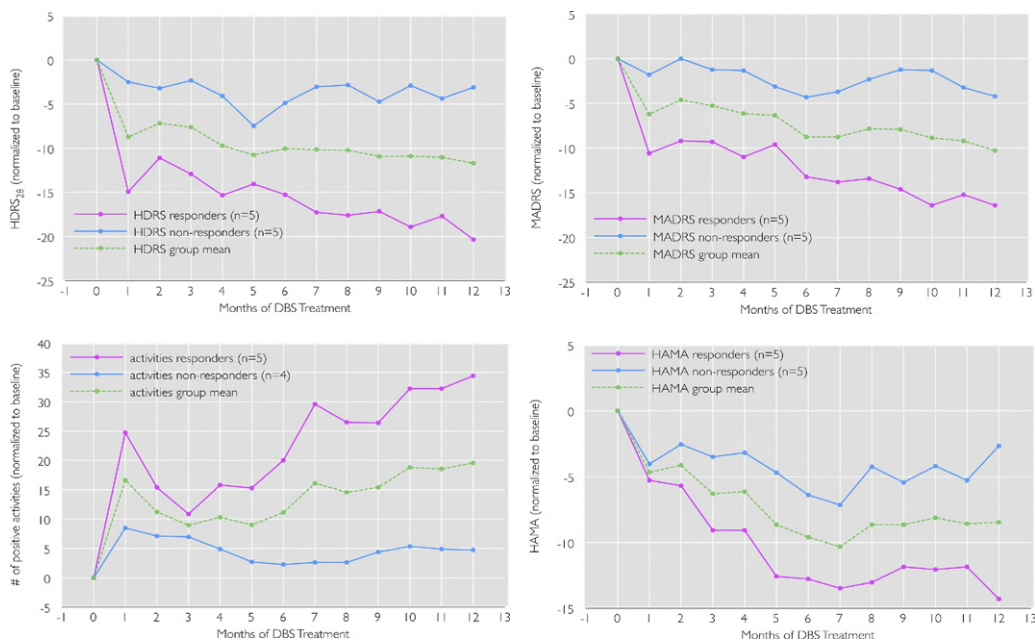 5
0
-5
-10
-15
-20
-25
HDRS28 (normalized to baseline)
HDRS responders (n=5)
HDRS non-responders (n=5)
HDRS group mean
-1 0 1 2 3 4 5 6 7 8 9 10 11 12 13
Months of DBS Treatment
5
0
-5
-10
-15
-20
-25
MADRS (normalized to baseline)
MADRS responders (n=5)
MADRS non-responders (n=5)
MADRS group mean
-1 0 1 2 3 4 5 6 7 8 9 10 11 12 13
Months of DBS Treatment
40
35
30
25
20
15
10
5
0
-5
# of positive activities (normalized to baseline)
activities responders (n=5)
activities non-responders (n=4)
activities group mean
-1 0 1 2 3 4 5 6 7 8 9 10 11 12 13
Months of DBS Treatment
5
0
-5
-10
-15
HAMA (normalized to baseline)
HAMA responders (n=5)
HAMA non-responders (n=5)
HAMA group mean
-1 0 1 2 3 4 5 6 7 8 9 10 11 12 13
Months of DBS Treatment